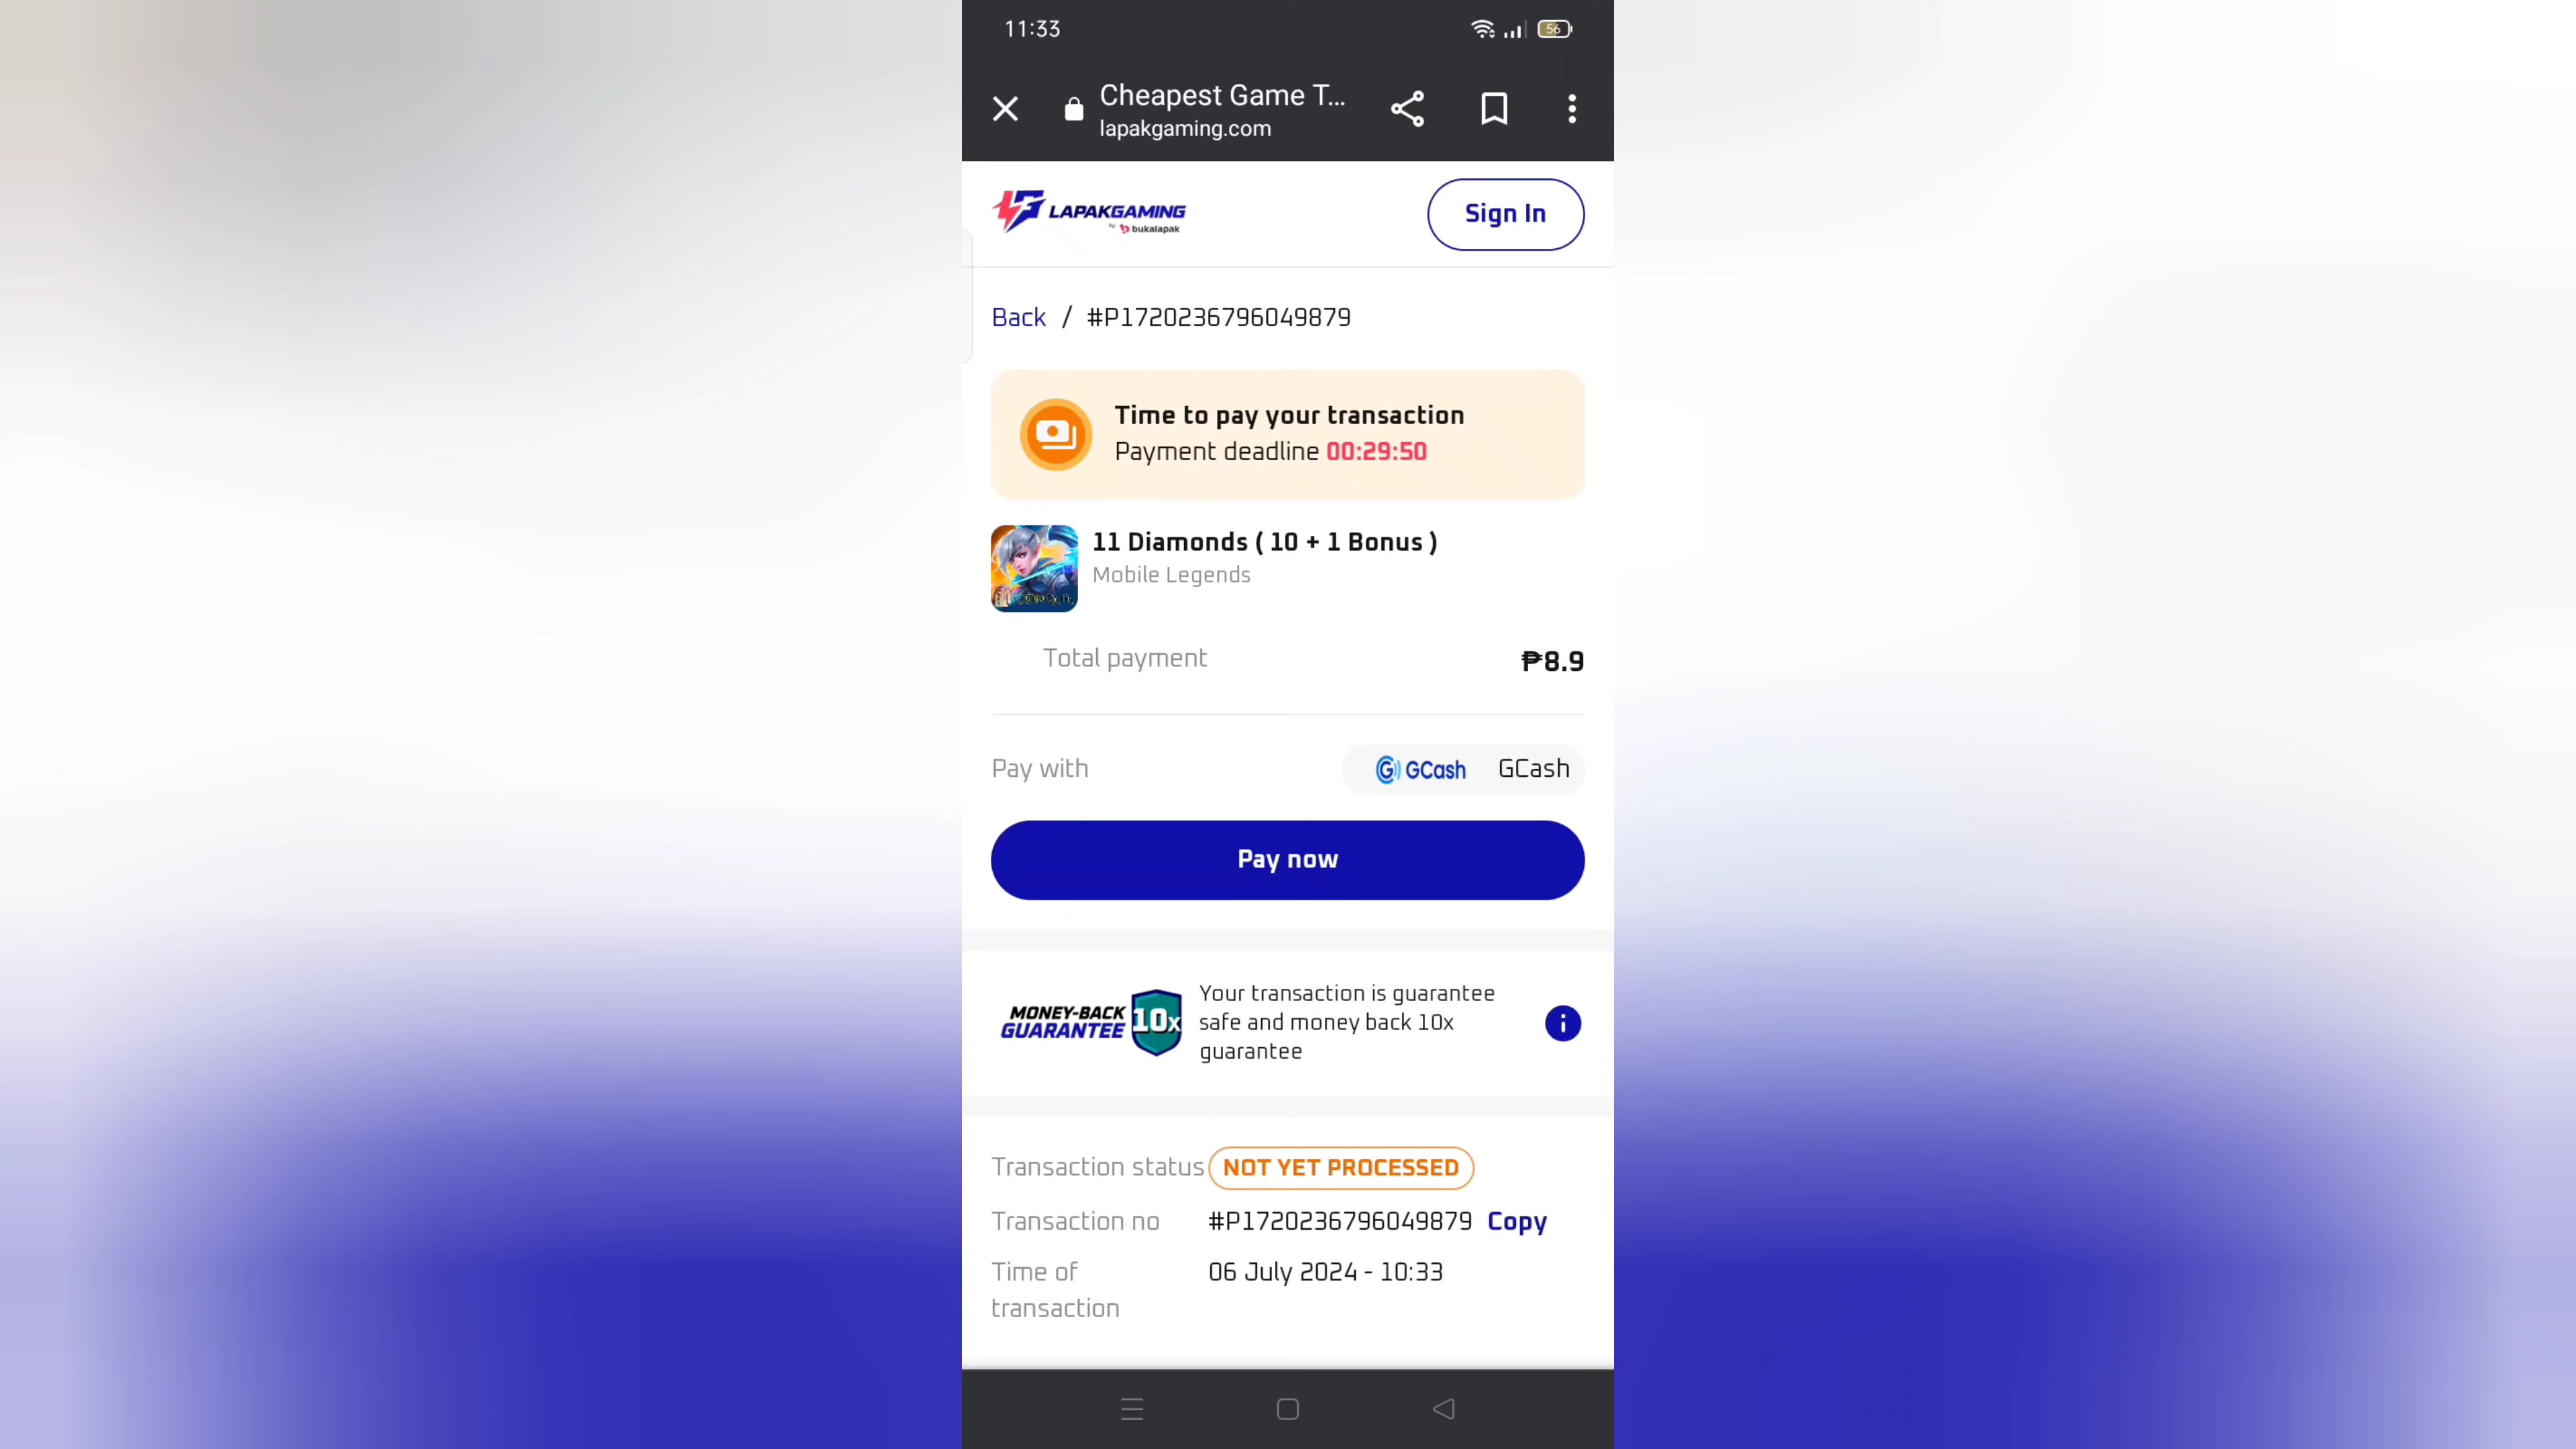 11:33
56
Cheapest Game T...
lapakgaming.com
LAPAKGAMING
by bukalapak
Sign In
Back / #P1720236796049879
Time to pay your transaction
Payment deadline 00:29:50
11 Diamonds ( 10 + 1 Bonus )
Mobile Legends
Total payment ₱8.9
Pay with GCash GCash
Pay now
MONEY-BACK
GUARANTEE
10x
Your transaction is guarantee
safe and money back 10x
guarantee
Transaction status NOT YET PROCESSED
Transaction no #P1720236796049879 Copy
Time of
transaction
06 July 2024 - 10:33